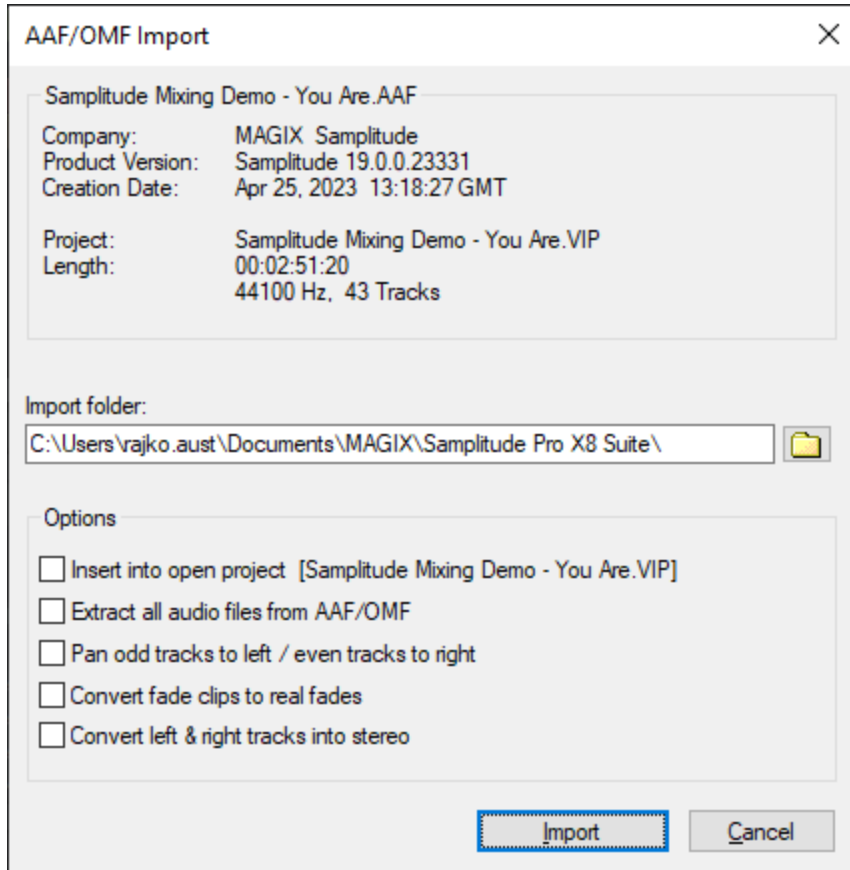 AAF/OMF Import
Samplitude Mixing Demo - You Are.AAF
Company: MAGIX Samplitude
Product Version: Samplitude 19.0.0.23331
Creation Date: Apr 25, 2023 13:18:27 GMT
Project: Samplitude Mixing Demo - You Are.VIP
Length: 00:02:51:20
44100 Hz, 43 Tracks
Import folder:
C:\Users\rajko.aust\Documents\MAGIX\Samplitude Pro X8 Suite\
Options
Insert into open project [Samplitude Mixing Demo - You Are.VIP]
Extract all audio files from AAF/OMF
Pan odd tracks to left / even tracks to right
Convert fade clips to real fades
Convert left & right tracks into stereo
Import Cancel